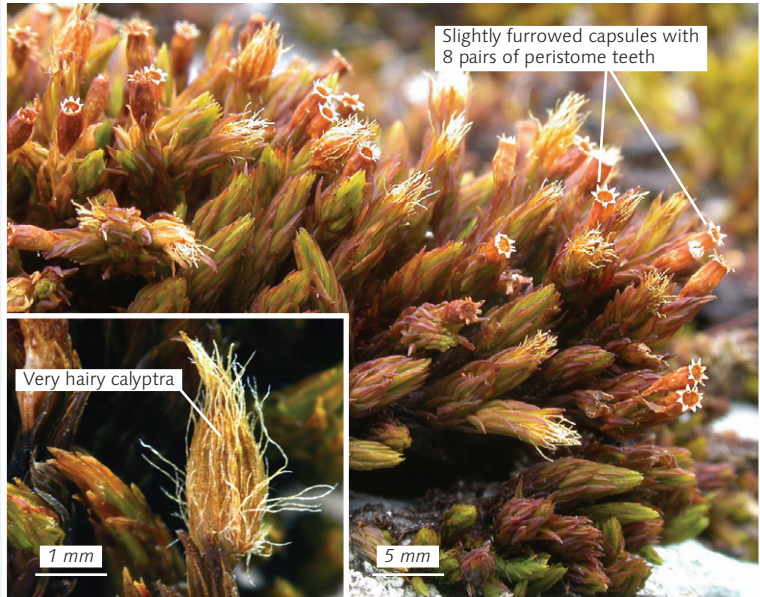 Slightly furrowed capsules with
8 pairs of peristome teeth
Very hairy calyptra
1 mm
5 mm